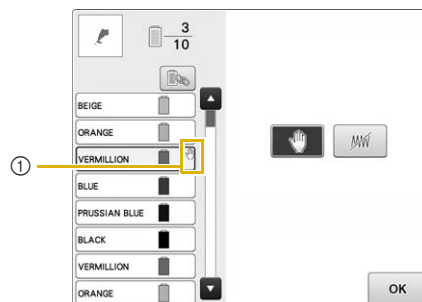 3
10
BEIGE
ORANGE
① VERMILLION
BLUE
PRUSSIAN BLUE
BLACK
VERMILLION
ORANGE
OK